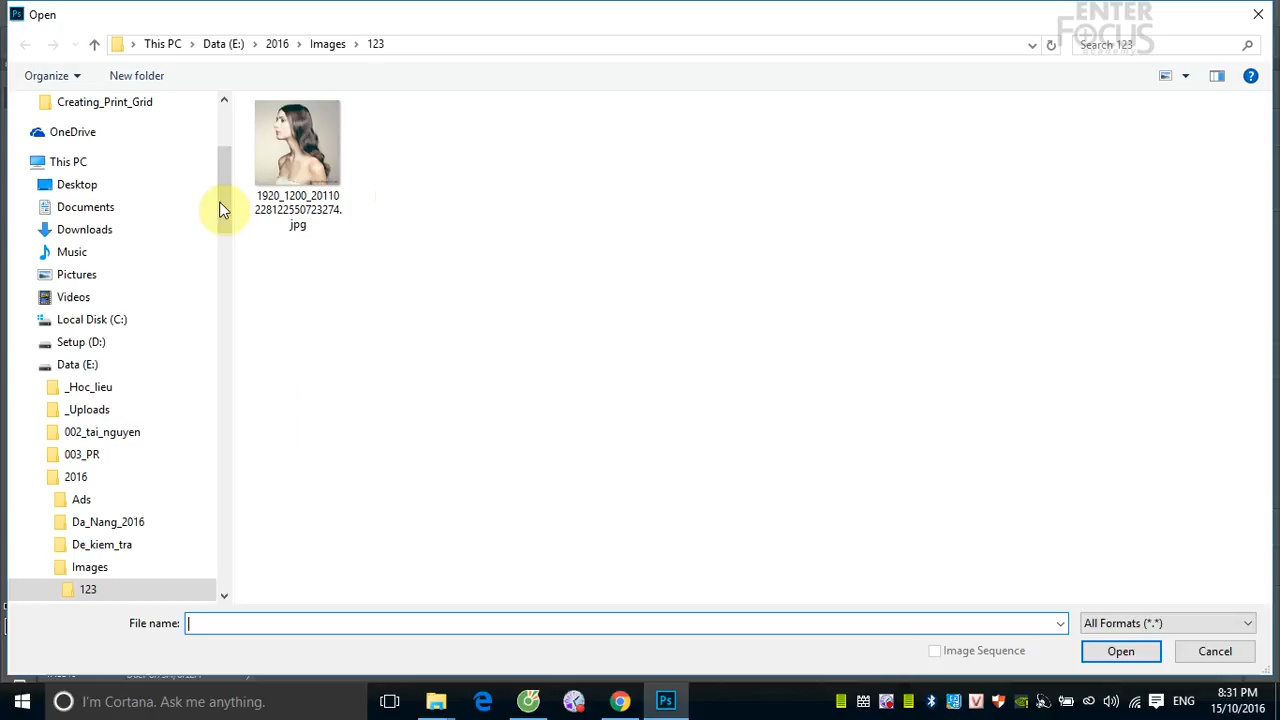 Ps Open
ENTER
FOCUS
This PC > Data (E:) > 2016 > Images > 123
Search 123
Organize New folder
Creating_Print_Grid
OneDrive
This PC
Desktop
Documents
Downloads
Music
Pictures
Videos
Local Disk (C:)
Setup (D:)
Data (E:)
_Hoc_lieu
_Uploads
002_tai_nguyen
003_PR
2016
Ads
Da_Nang_2016
De_kiem_tra
Images
123
1920_1200_20110
228122550723274.
jpg
File name:
All Formats (*.*)
Image Sequence
Open Cancel
I'm Cortana. Ask me anything.
Ps
ENG
8:31 PM
15/10/2016